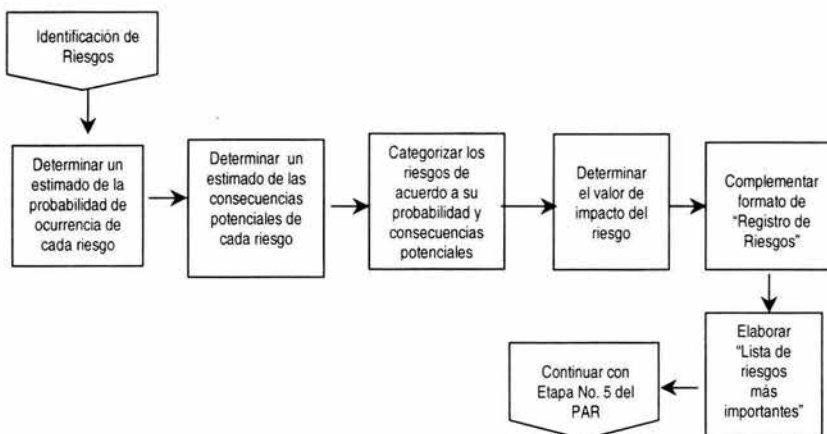 Identificación de
Riesgos
Determinar un
estimado de la
probabilidad de
ocurrencia de
cada riesgo
Determinar un
estimado de las
consecuencias
potenciales de
cada riesgo
Categorizar los
riesgos de
acuerdo a su
probabilidad y
consecuencias
potenciales
Determinar
el valor de
impacto del
riesgo
Complementar
formato de
"Registro de
Riesgos"
Elaborar
"Lista de
riesgos
más
importantes"
Continuar con
Etapa No. 5 del
PAR